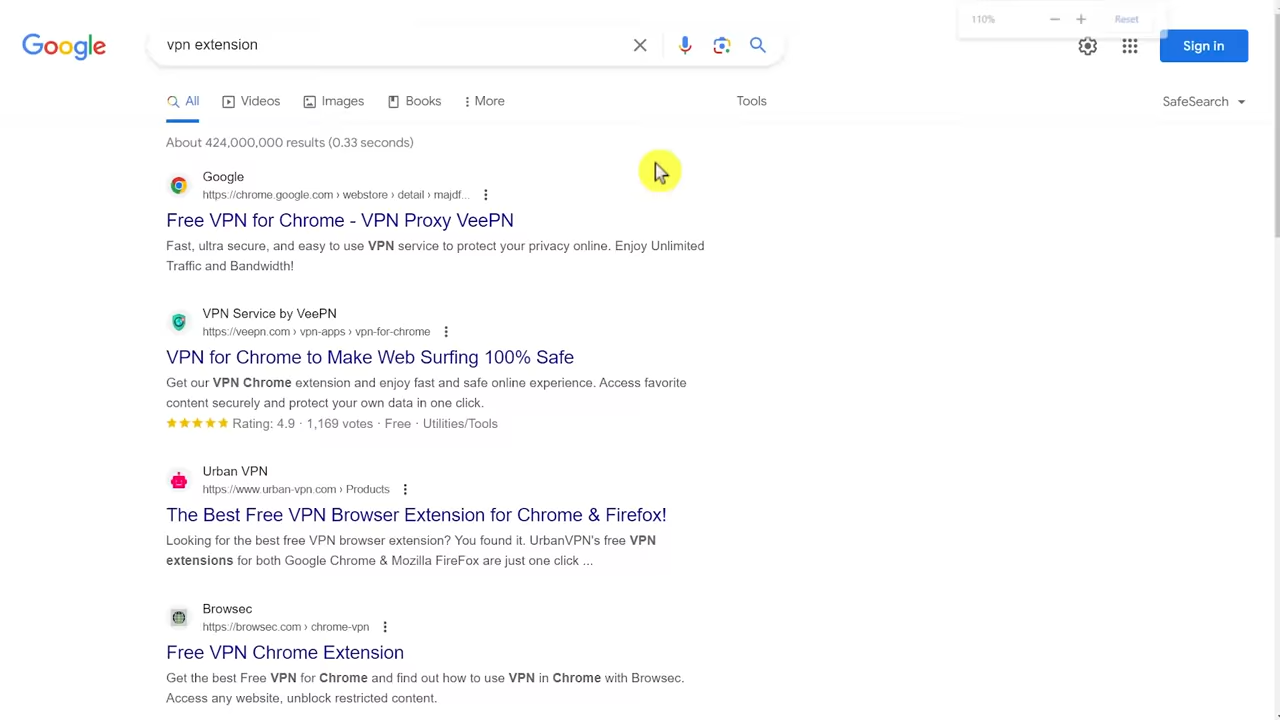 110%
Reset
Google
vpn extension
Sign in
All
Videos
Images
Books
More
Tools
SafeSearch
About 424,000,000 results (0.33 seconds)
Google
https://chrome.google.com › webstore › detail › majdf...
Free VPN for Chrome - VPN Proxy VeePN
Fast, ultra secure, and easy to use VPN service to protect your privacy online. Enjoy Unlimited
Traffic and Bandwidth!
VPN Service by VeePN
https://veepn.com › vpn-apps › vpn-for-chrome
VPN for Chrome to Make Web Surfing 100% Safe
Get our VPN Chrome extension and enjoy fast and safe online experience. Access favorite
content securely and protect your own data in one click.
Rating: 4.9 · 1,169 votes · Free · Utilities/Tools
Urban VPN
https://www.urban-vpn.com › Products
The Best Free VPN Browser Extension for Chrome & Firefox!
Looking for the best free VPN browser extension? You found it. UrbanVPN's free VPN
extensions for both Google Chrome & Mozilla FireFox are just one click ...
Browsec
https://browsec.com › chrome-vpn
Free VPN Chrome Extension
Get the best Free VPN for Chrome and find out how to use VPN in Chrome with Browsec.
Access any website, unblock restricted content.